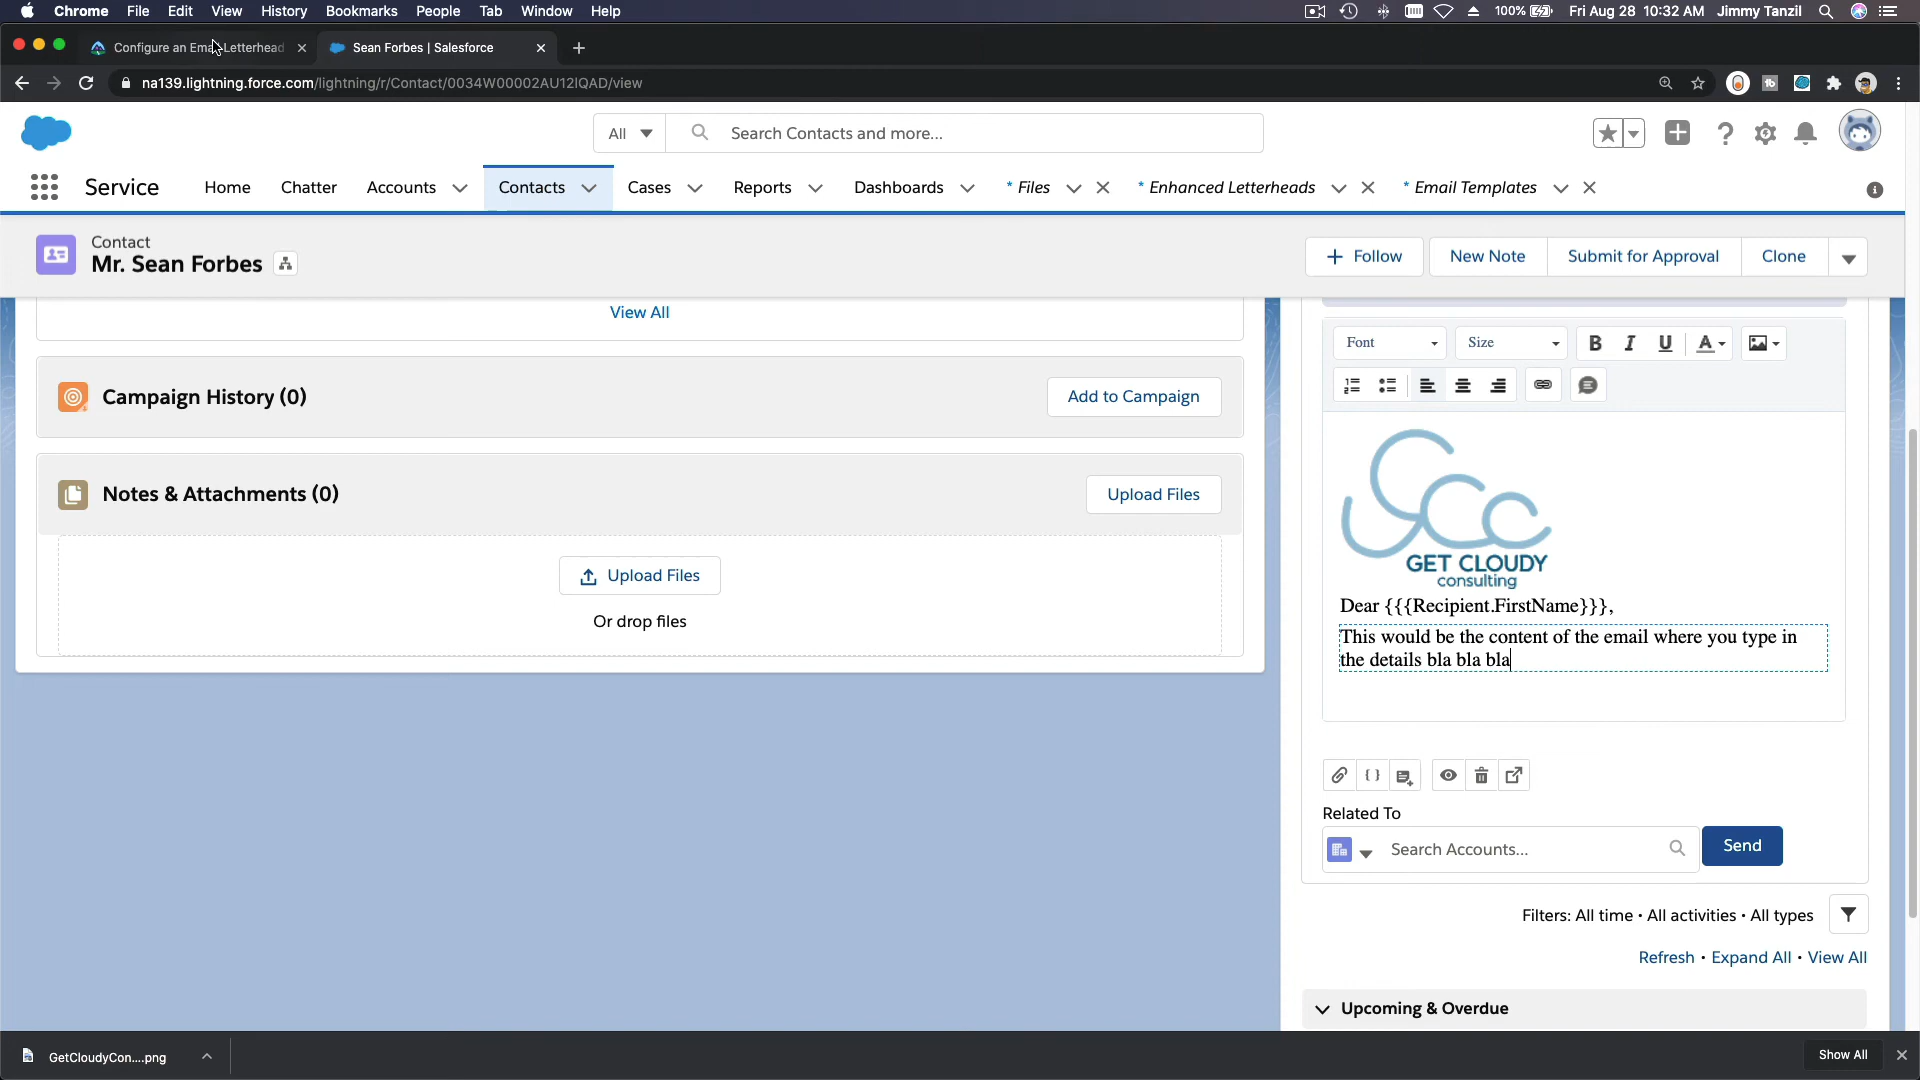 Chrome File Edit View History Bookmarks People Tab Window Help
100% Fri Aug 28 10:32 AM Jimmy Tanzil
Configure an Email Letterhead
Sean Forbes | Salesforce
na139.lightning.force.com/lightning/r/Contact/0034W00002AU12IQAD/view
All
Search Contacts and more...
Service
Home
Chatter
Accounts
Contacts
Cases
Reports
Dashboards
* Files
* Enhanced Letterheads
* Email Templates
Contact
Mr. Sean Forbes
+ Follow
New Note
Submit for Approval
Clone
View All
Campaign History (0)
Add to Campaign
Notes & Attachments (0)
Upload Files
Upload Files
Or drop files
Font
Size
B I U A
GET CLOUDY
consulting
Dear {{{Recipient.FirstName}}},
This would be the content of the email where you type in
the details bla bla bla
Related To
Search Accounts...
Send
Filters: All time • All activities • All types
Refresh • Expand All • View All
Upcoming & Overdue
GetCloudyCon....png
Show All